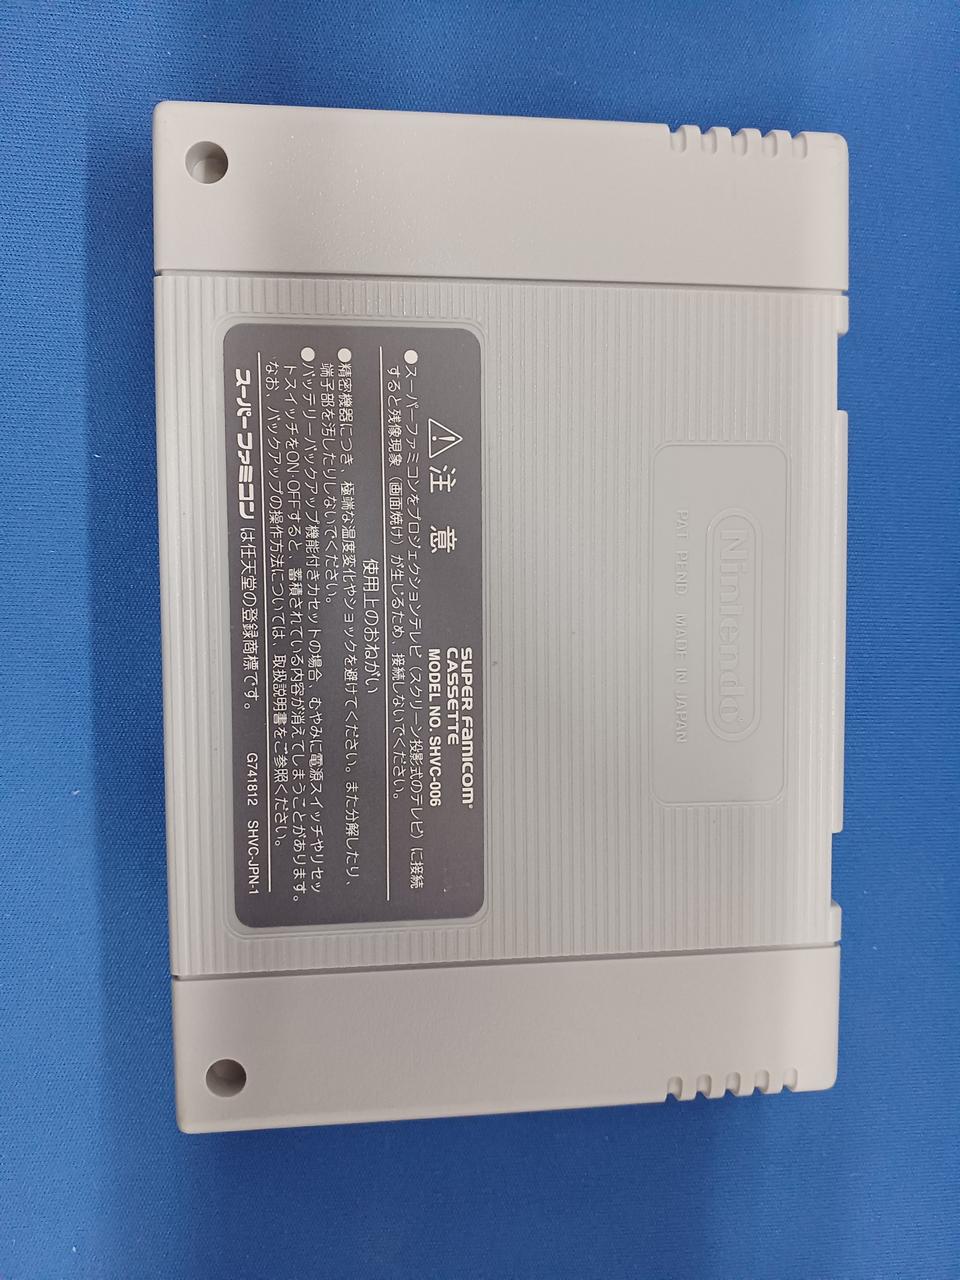 Nintendo
PAT. PEND. MADE IN JAPAN
SUPER FAMICOM
CASSETTE
MODEL NO. SHVC-006
注意
●スーパーファミコンをプロジェクションテレビ(スクリーン投影式のテレビ)に接続
すると残像現象(画面焼け)が生じるため、接続しないでください。
使用上のおねがい
●精密機器につき、極端な温度変化やショックを避けてください。また分解したり、
端子部を汚したりしないでください。
●バッテリーバックアップ機能付きカセットの場合、むやみに電源スイッチやリセッ
トスイッチをON・OFFすると、蓄積されている内容が消えてしまうことがあります。
なお、バックアップの操作方法については、取扱説明書をご参照ください。
スーパーファミコンは任天堂の登録商標です。 G741812 SHVC-JPN-1